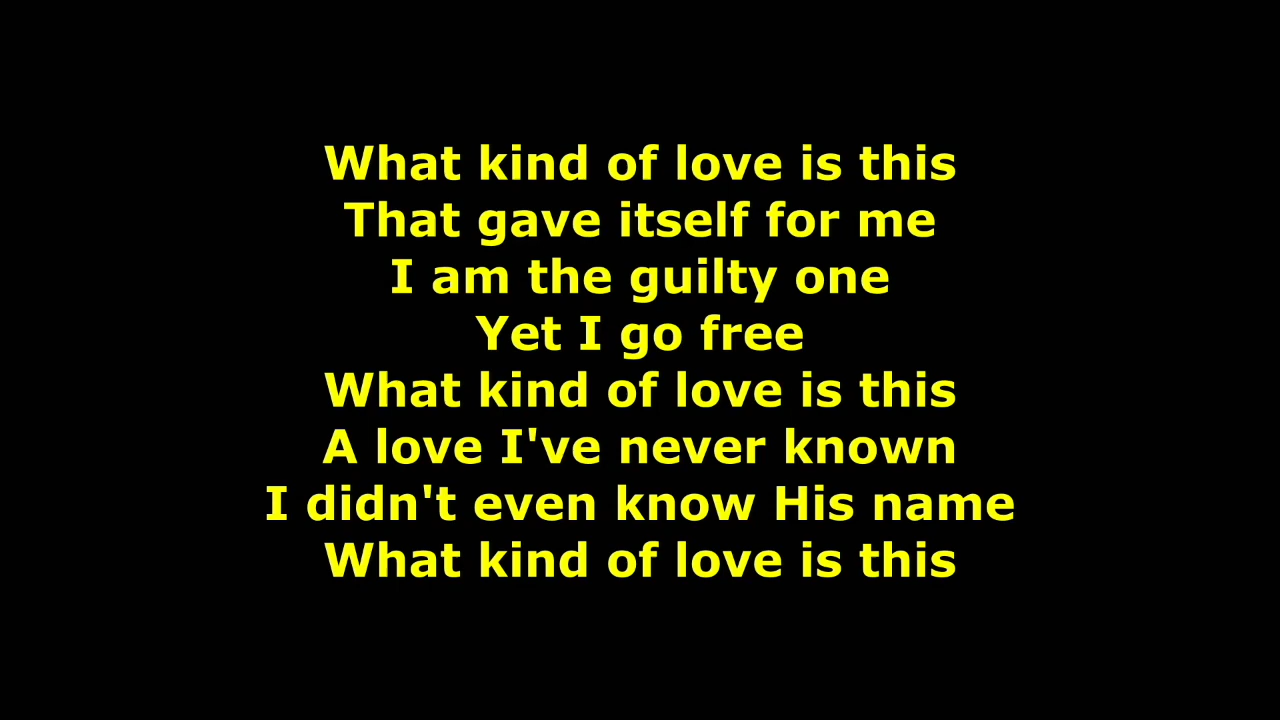 What kind of love is this
That gave itself for me
I am the guilty one
Yet I go free
What kind of love is this
A love I've never known
I didn't even know His name
What kind of love is this